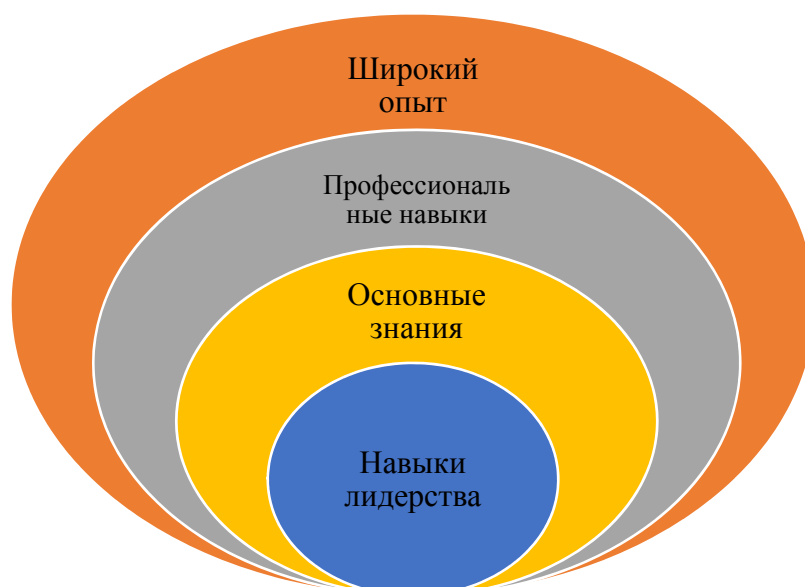 Широкий
опыт
Профессиональ
ные навыки
Основные
знания
Навыки
лидерства